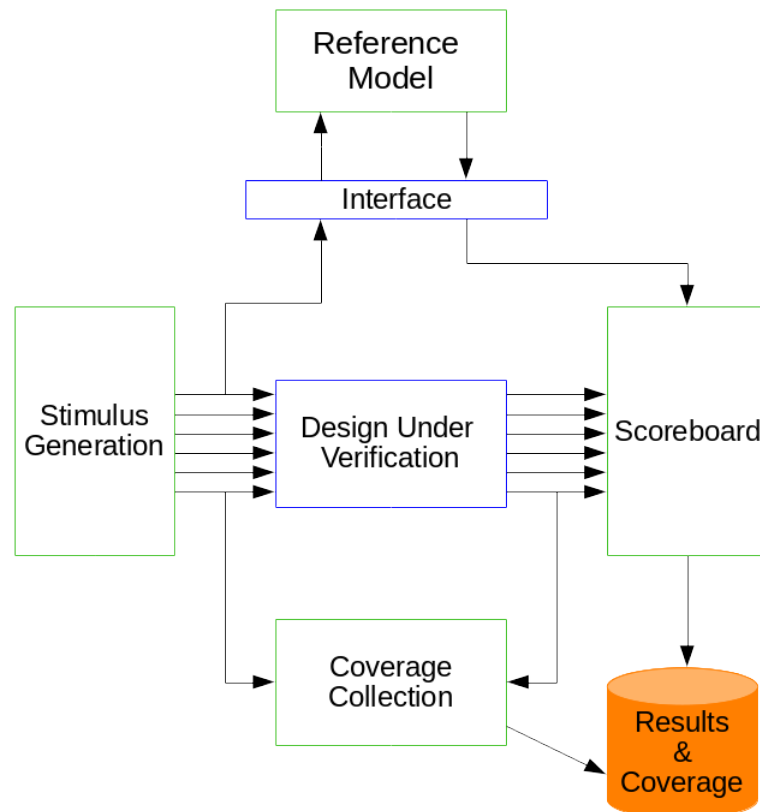 Reference
Model
Interface
Stimulus
Generation
Design Under
Verification
Scoreboard
Coverage
Collection
Results
&
Coverage